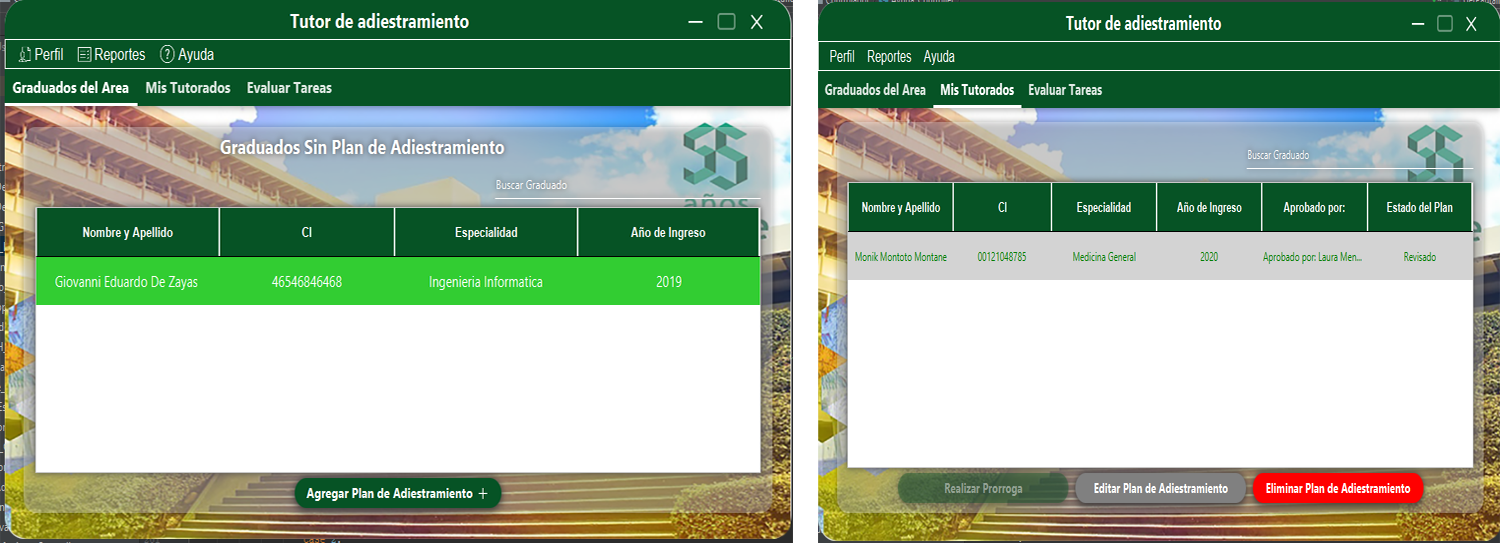 Tutor de adiestramiento
Perfil Reportes Ayuda
Graduados del Area Mis Tutorados Evaluar Tareas
Graduados Sin Plan de Adiestramiento
Buscar Graduado
años
Nombre y Apellido CI Especialidad Año de Ingreso
Giovanni Eduardo De Zayas 46546846468 Ingenieria Informatica 2019
Agregar Plan de Adiestramiento +
Tutor de adiestramiento
Perfil Reportes Ayuda
Graduados del Area Mis Tutorados Evaluar Tareas
Buscar Graduado
Nombre y Apellido CI Especialidad Año de Ingreso Aprobado por: Estado del Plan
Monik Montoto Montane 00121048785 Medicina General 2020 Aprobado por: Laura Men... Revisado
Realizar Prorroga Editar Plan de Adiestramiento Eliminar Plan de Adiestramiento